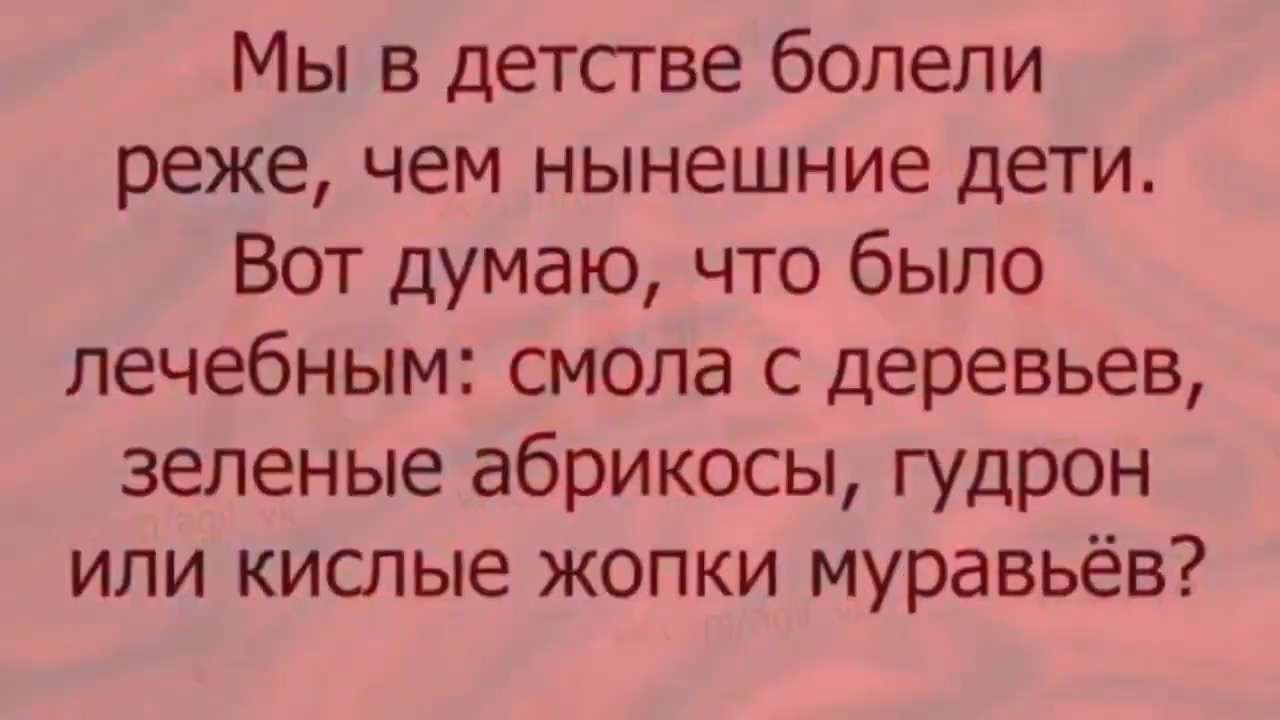 Мы в детстве болели
реже, чем нынешние дети.
Вот думаю, что было
лечебным: смола с деревьев,
зеленые абрикосы, гудрон
или кислые жопки муравьёв?